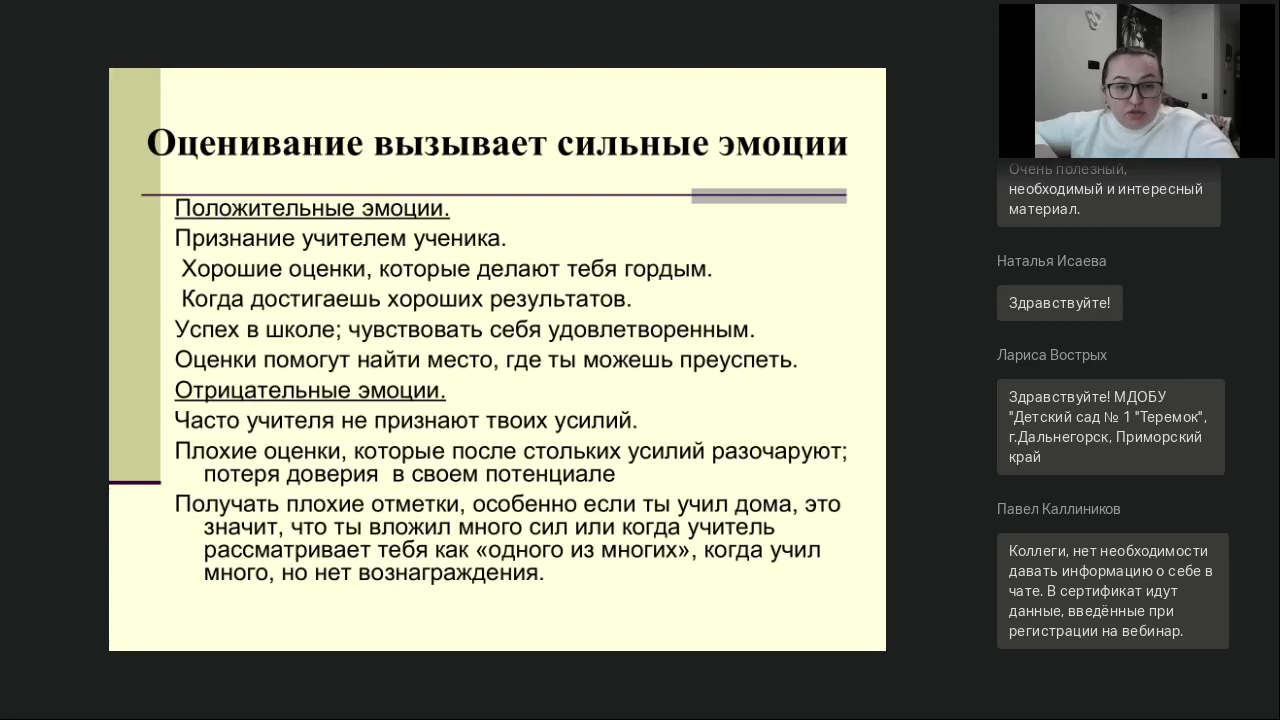 Оценивание вызывает сильные эмоции
Положительные эмоции.
Признание учителем ученика.
Хорошие оценки, которые делают тебя гордым.
Когда достигаешь хороших результатов.
Успех в школе; чувствовать себя удовлетворенным.
Оценки помогут найти место, где ты можешь преуспеть.
Отрицательные эмоции.
Часто учителя не признают твоих усилий.
Плохие оценки, которые после стольких усилий разочаруют;
потеря доверия в своем потенциале
Получать плохие отметки, особенно если ты учил дома, это
значит, что ты вложил много сил или когда учитель
рассматривает тебя как «одного из многих», когда учил
много, но нет вознаграждения.
Очень полезный,
необходимый и интересный
материал.
Наталья Исаева
Здравствуйте!
Лариса Вострых
Здравствуйте! МДОБУ
"Детский сад № 1 "Теремок",
г.Дальнегорск, Приморский
край
Павел Каллиников
Коллеги, нет необходимости
давать информацию о себе в
чате. В сертификат идут
данные, введённые при
регистрации на вебинар.